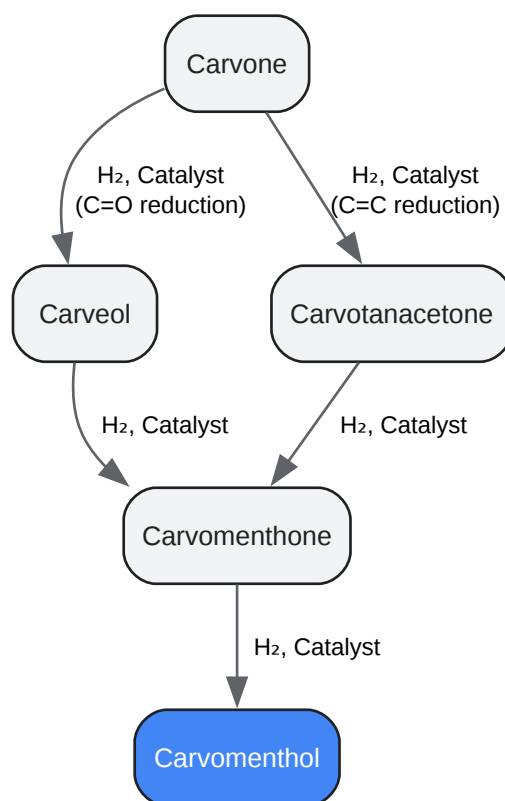 Carvone
H₂, Catalyst
(C=O reduction)
H₂, Catalyst
(C=C reduction)
Carveol
Carvotanacetone
H₂, Catalyst
H₂, Catalyst
Carvomenthone
H₂, Catalyst
Carvomenthol